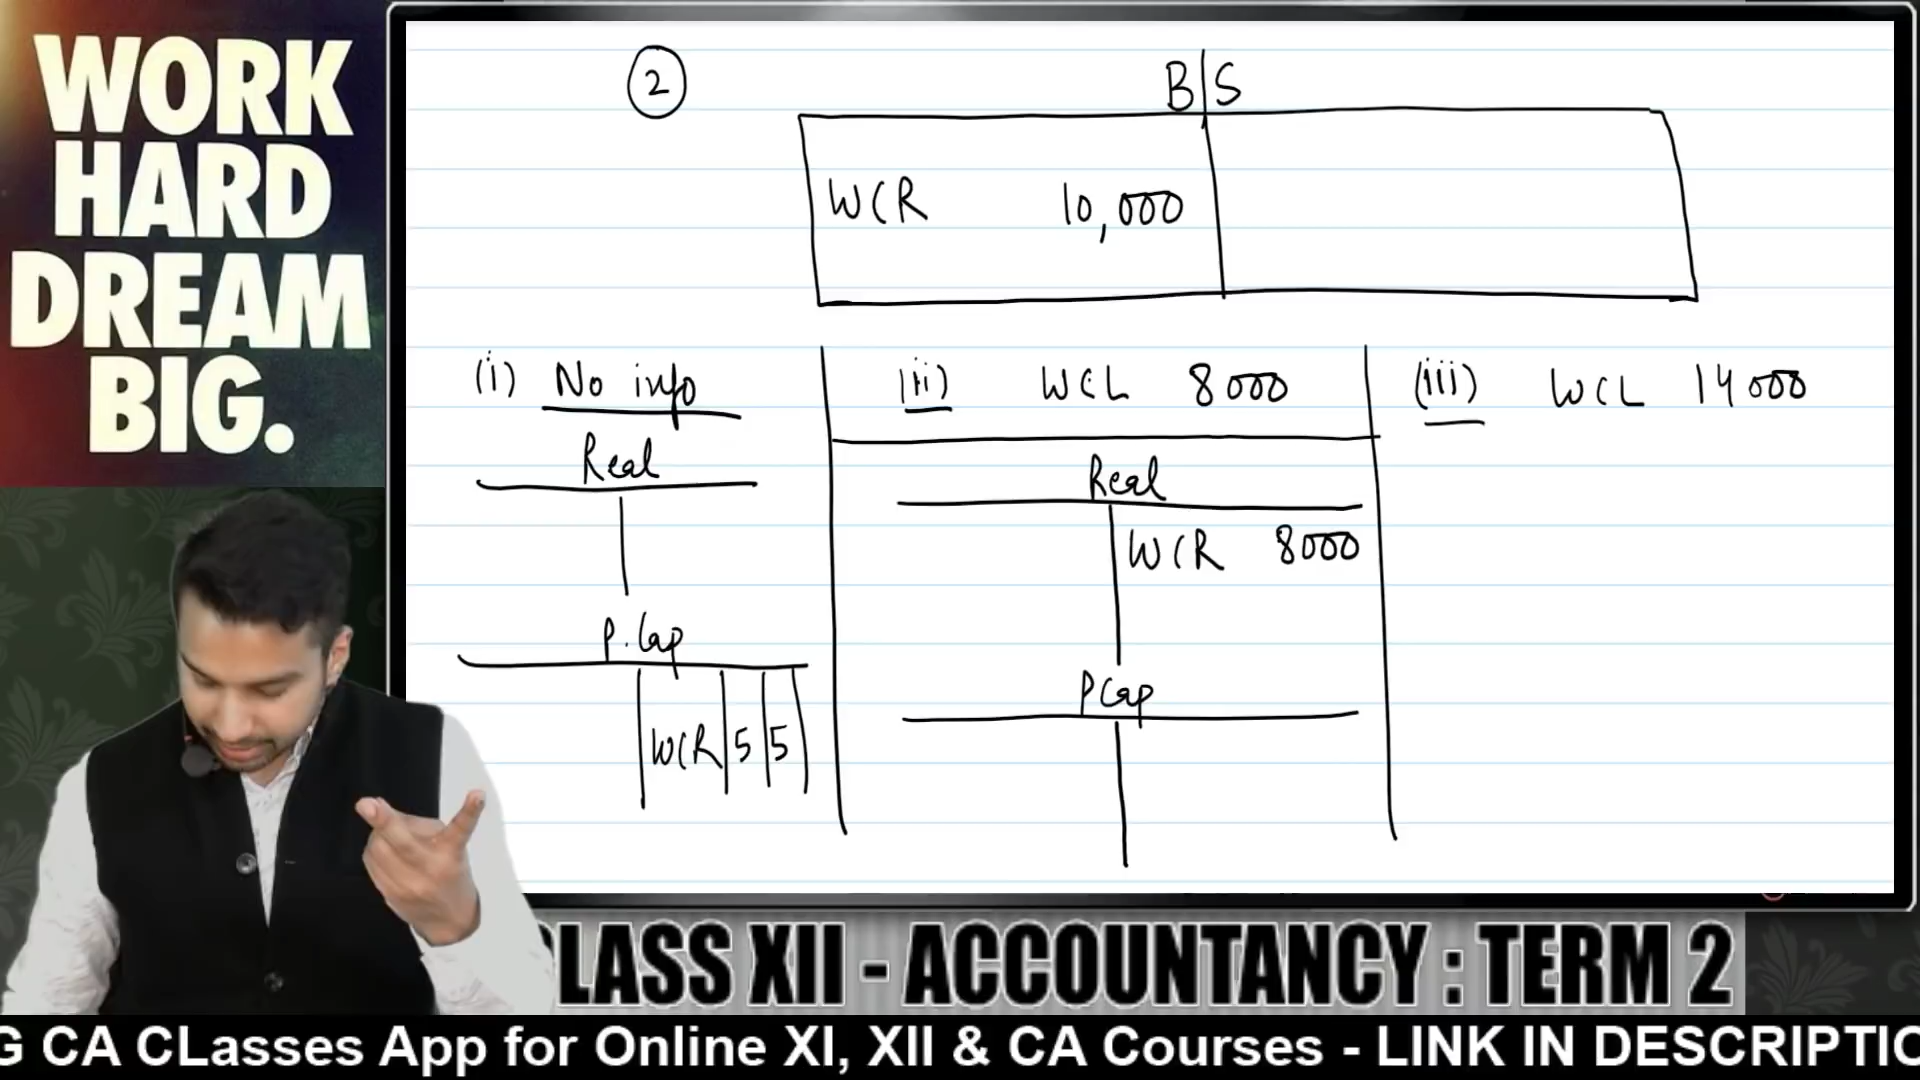 WORK
HARD
DREAM
BIG.
2
B/S
WCR 10,000
(i) No info
Real
P. Cap
WCR 5 5
(ii) WCL 8000
Real
WCR 8000
P Cap
(iii) WCL 14000
LASS XII - ACCOUNTANCY : TERM 2
G CA CLasses App for Online XI, XII & CA Courses - LINK IN DESCRIPTIO